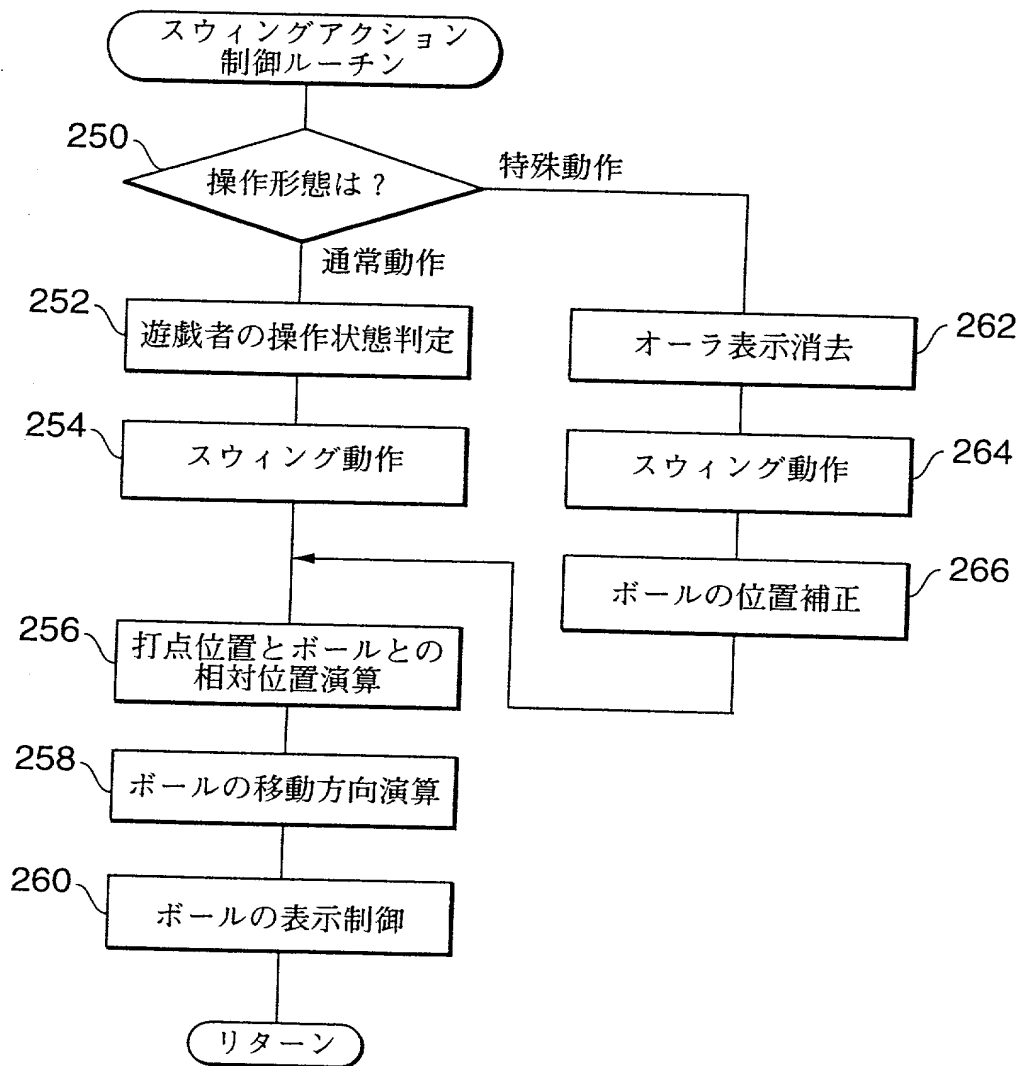 スウィングアクション
制御ルーチン
250
操作形態は？
特殊動作
通常動作
252
遊戯者の操作状態判定
254
スウィング動作
262
オーラ表示消去
264
スウィング動作
266
ボールの位置補正
256
打点位置とボールとの
相対位置演算
258
ボールの移動方向演算
260
ボールの表示制御
リターン